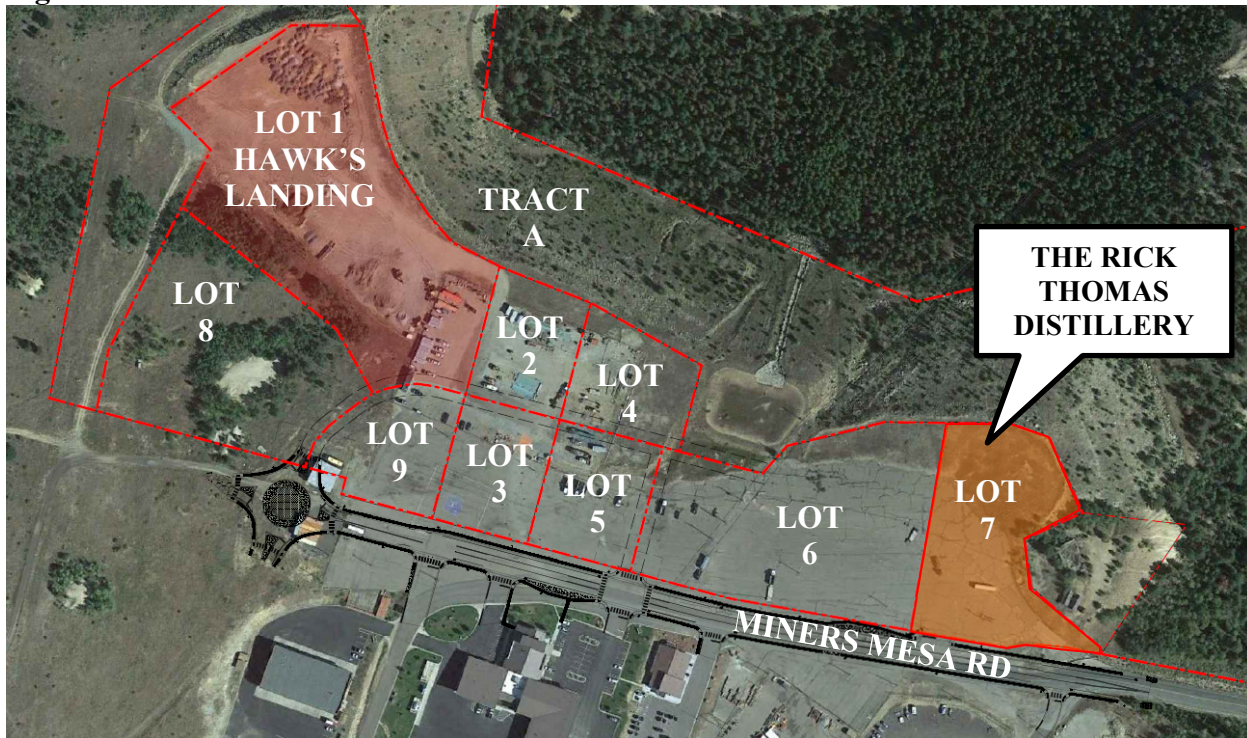 LOT 1
HAWK'S
LANDING
TRACT
A
THE RICK
THOMAS
DISTILLERY
LOT
8
LOT
2
LOT
4
LOT
9
LOT
3
LOT
5
LOT
6
LOT
7
MINERS MESA RD